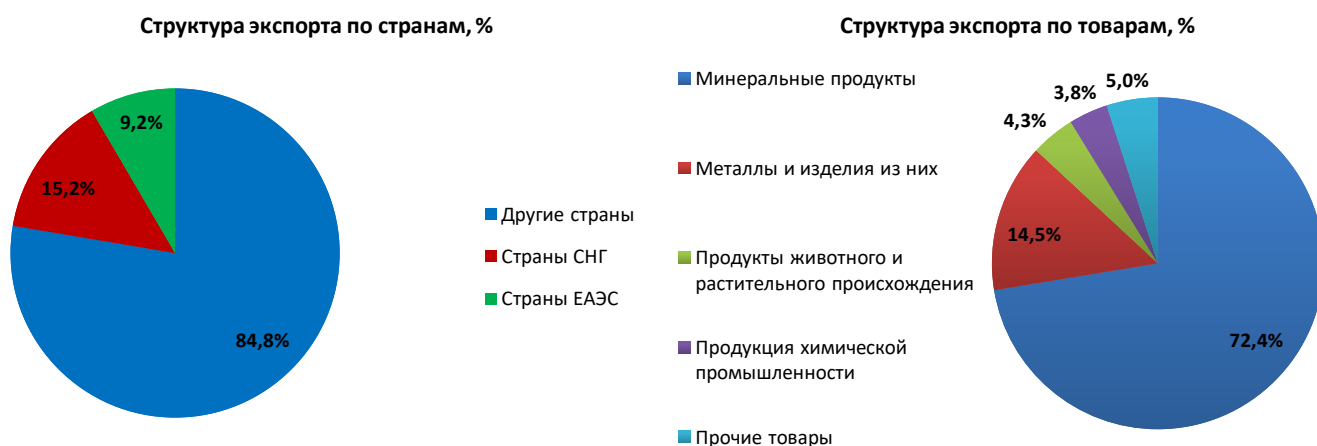 Структура экспорта по странам, %
9,2%
15,2%
84,8%
Другие страны
Страны СНГ
Страны ЕАЭС
Структура экспорта по товарам, %
Минеральные продукты
Металлы и изделия из них
Продукты животного и
растительного происхождения
Продукция химической
промышленности
Прочие товары
5,0%
3,8%
4,3%
14,5%
72,4%